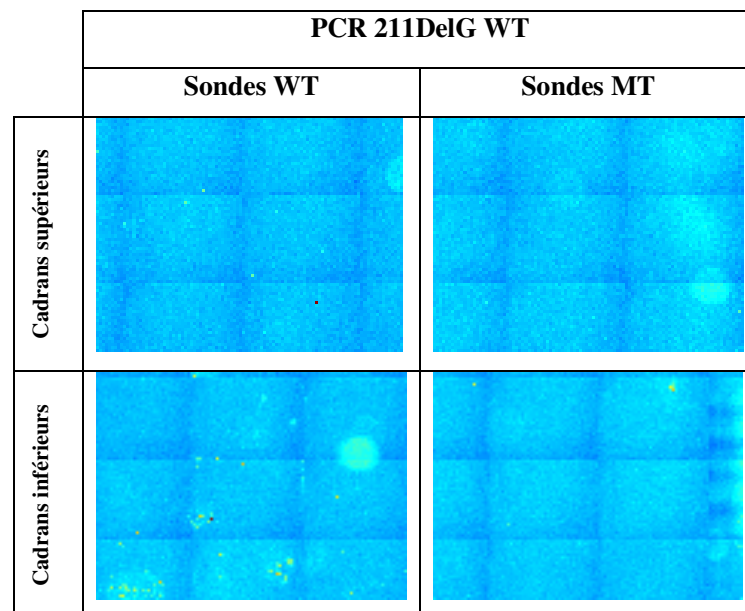 PCR 211DelG WT
Sondes WT
Sondes MT
Cadrans supérieurs
Cadrans inférieurs